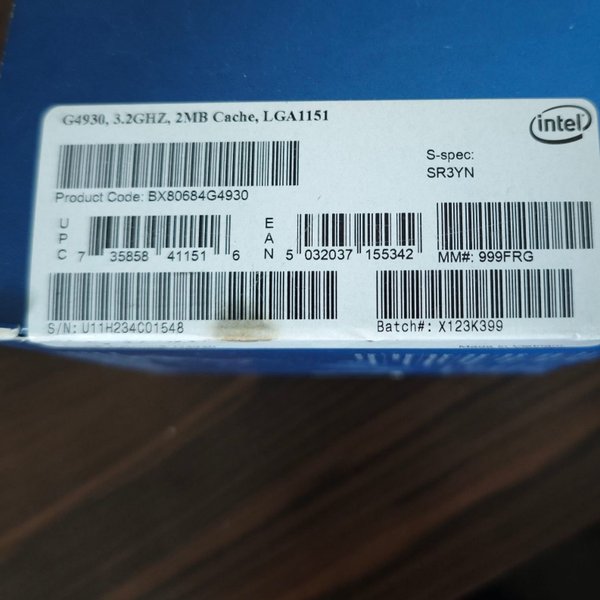 G4930, 3.2GHZ, 2MB Cache, LGA1151
intel
S-spec:
SR3YN
Product Code: BX80684G4930
UPC 7 35858 41151 6
EAN 5 032037 155342
MM#: 999FRG
S/N: U11H234C01548
Batch#: X123K399